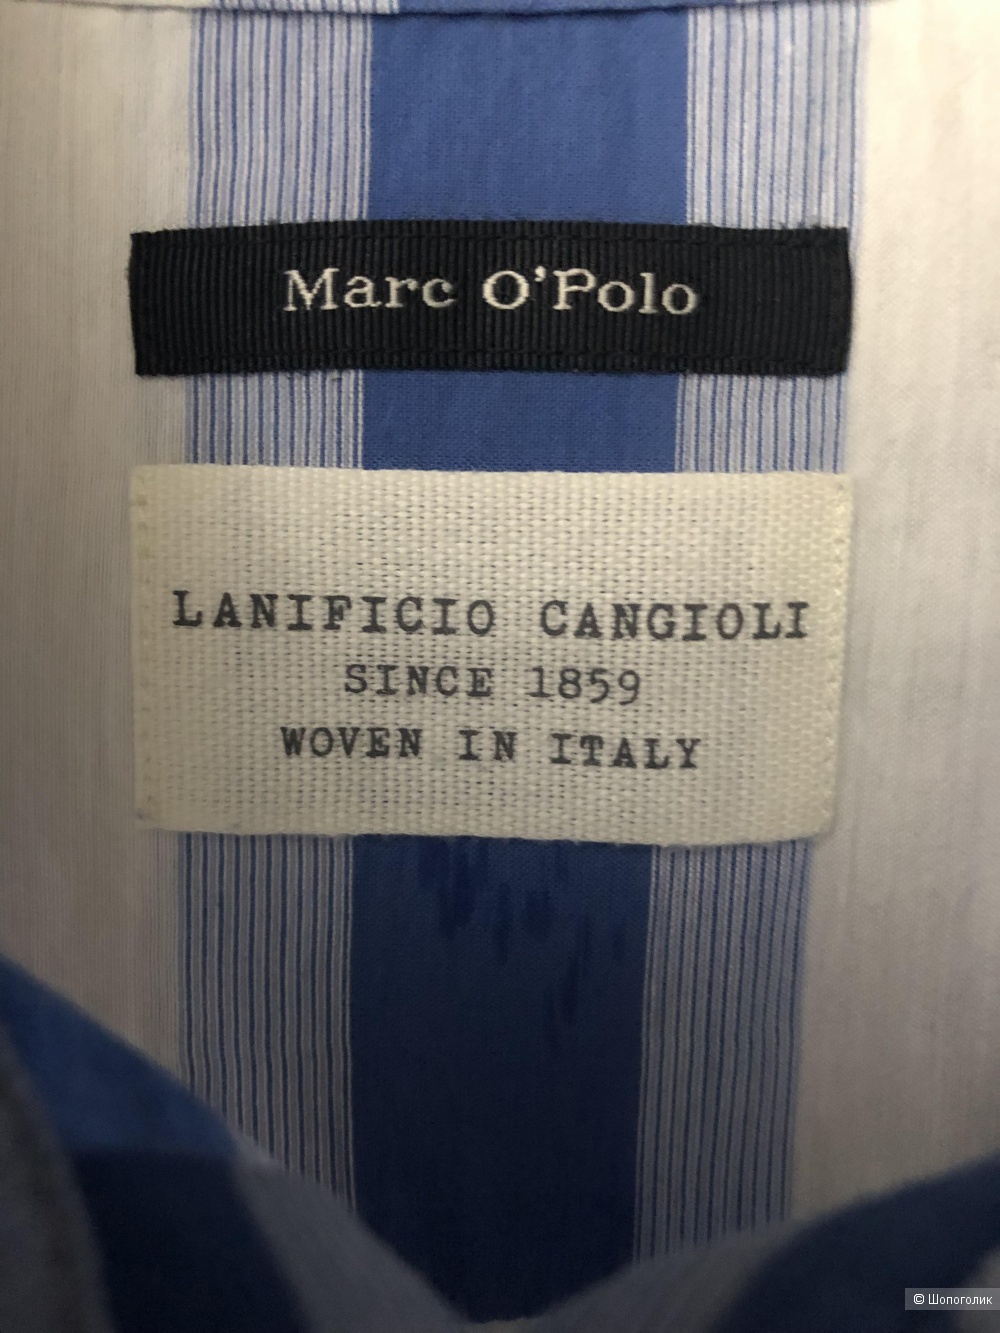 Marc O'Polo
LANIFICIO CANGIOLI
SINCE 1859
WOVEN IN ITALY
© Шопоголик